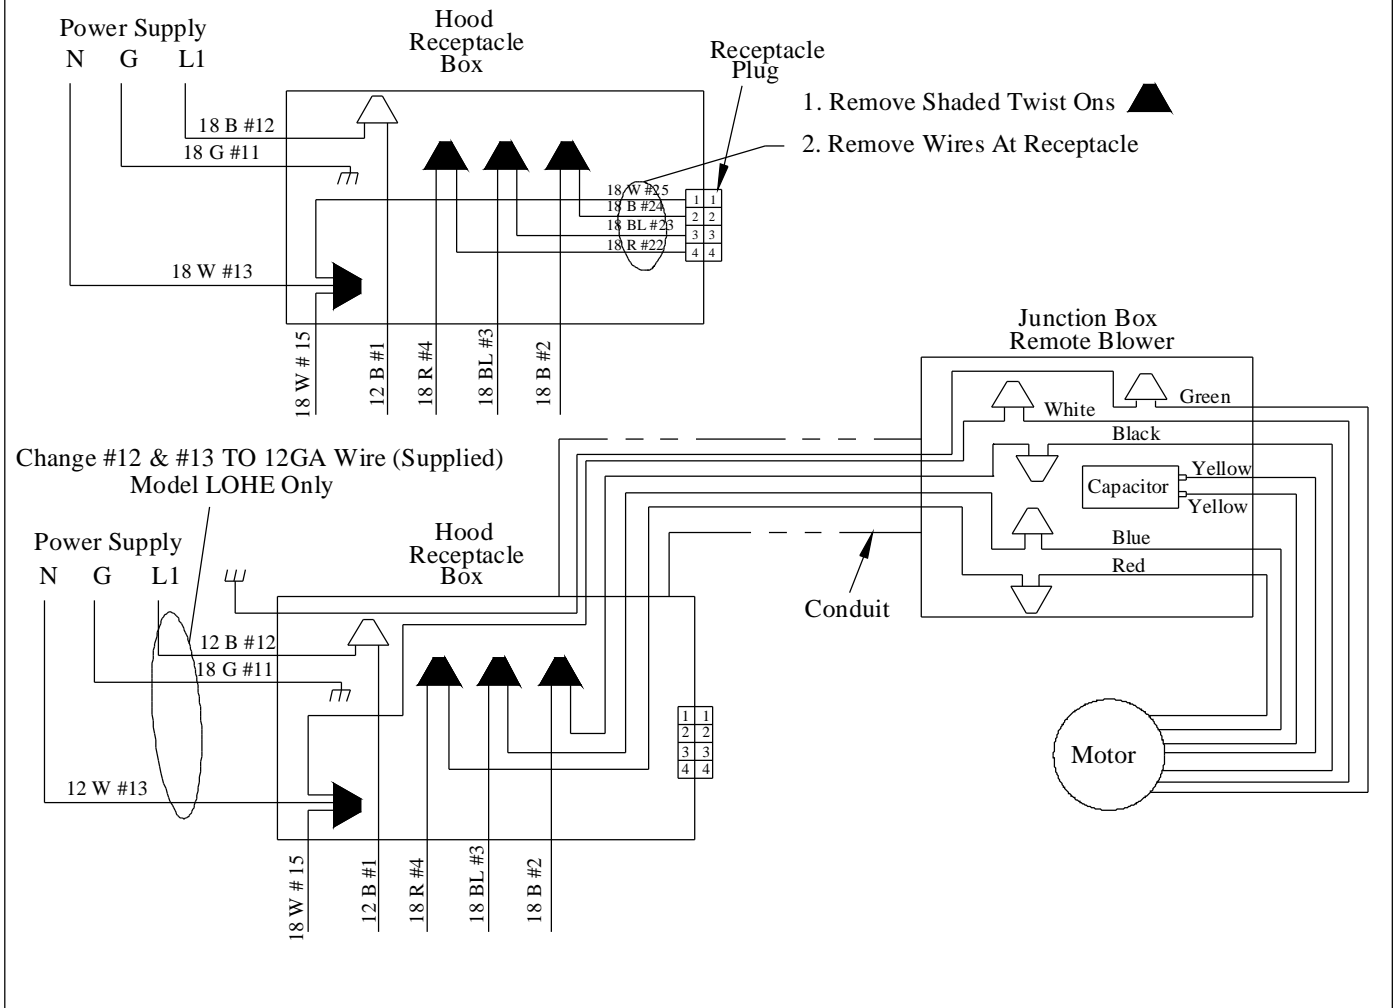 Power Supply
N G L1
Hood
Receptacle
Box
Receptacle
Plug
1. Remove Shaded Twist Ons
2. Remove Wires At Receptacle
18 B #12
18 G #11
18 W #25
18 B #24
18 BL #23
18 R #22
1 1
2 2
3 3
4 4
18 W #13
18 W # 15
12 B #1
18 R #4
18 BL #3
18 B #2
Junction Box
Remote Blower
Green
White
Black
Yellow
Capacitor
Yellow
Blue
Red
Change #12 & #13 TO 12GA Wire (Supplied)
Model LOHE Only
Power Supply
N G L1
Hood
Receptacle
Box
Conduit
12 B #12
18 G #11
1 1
2 2
3 3
4 4
12 W #13
Motor
18 W # 15
12 B #1
18 R #4
18 BL #3
18 B #2